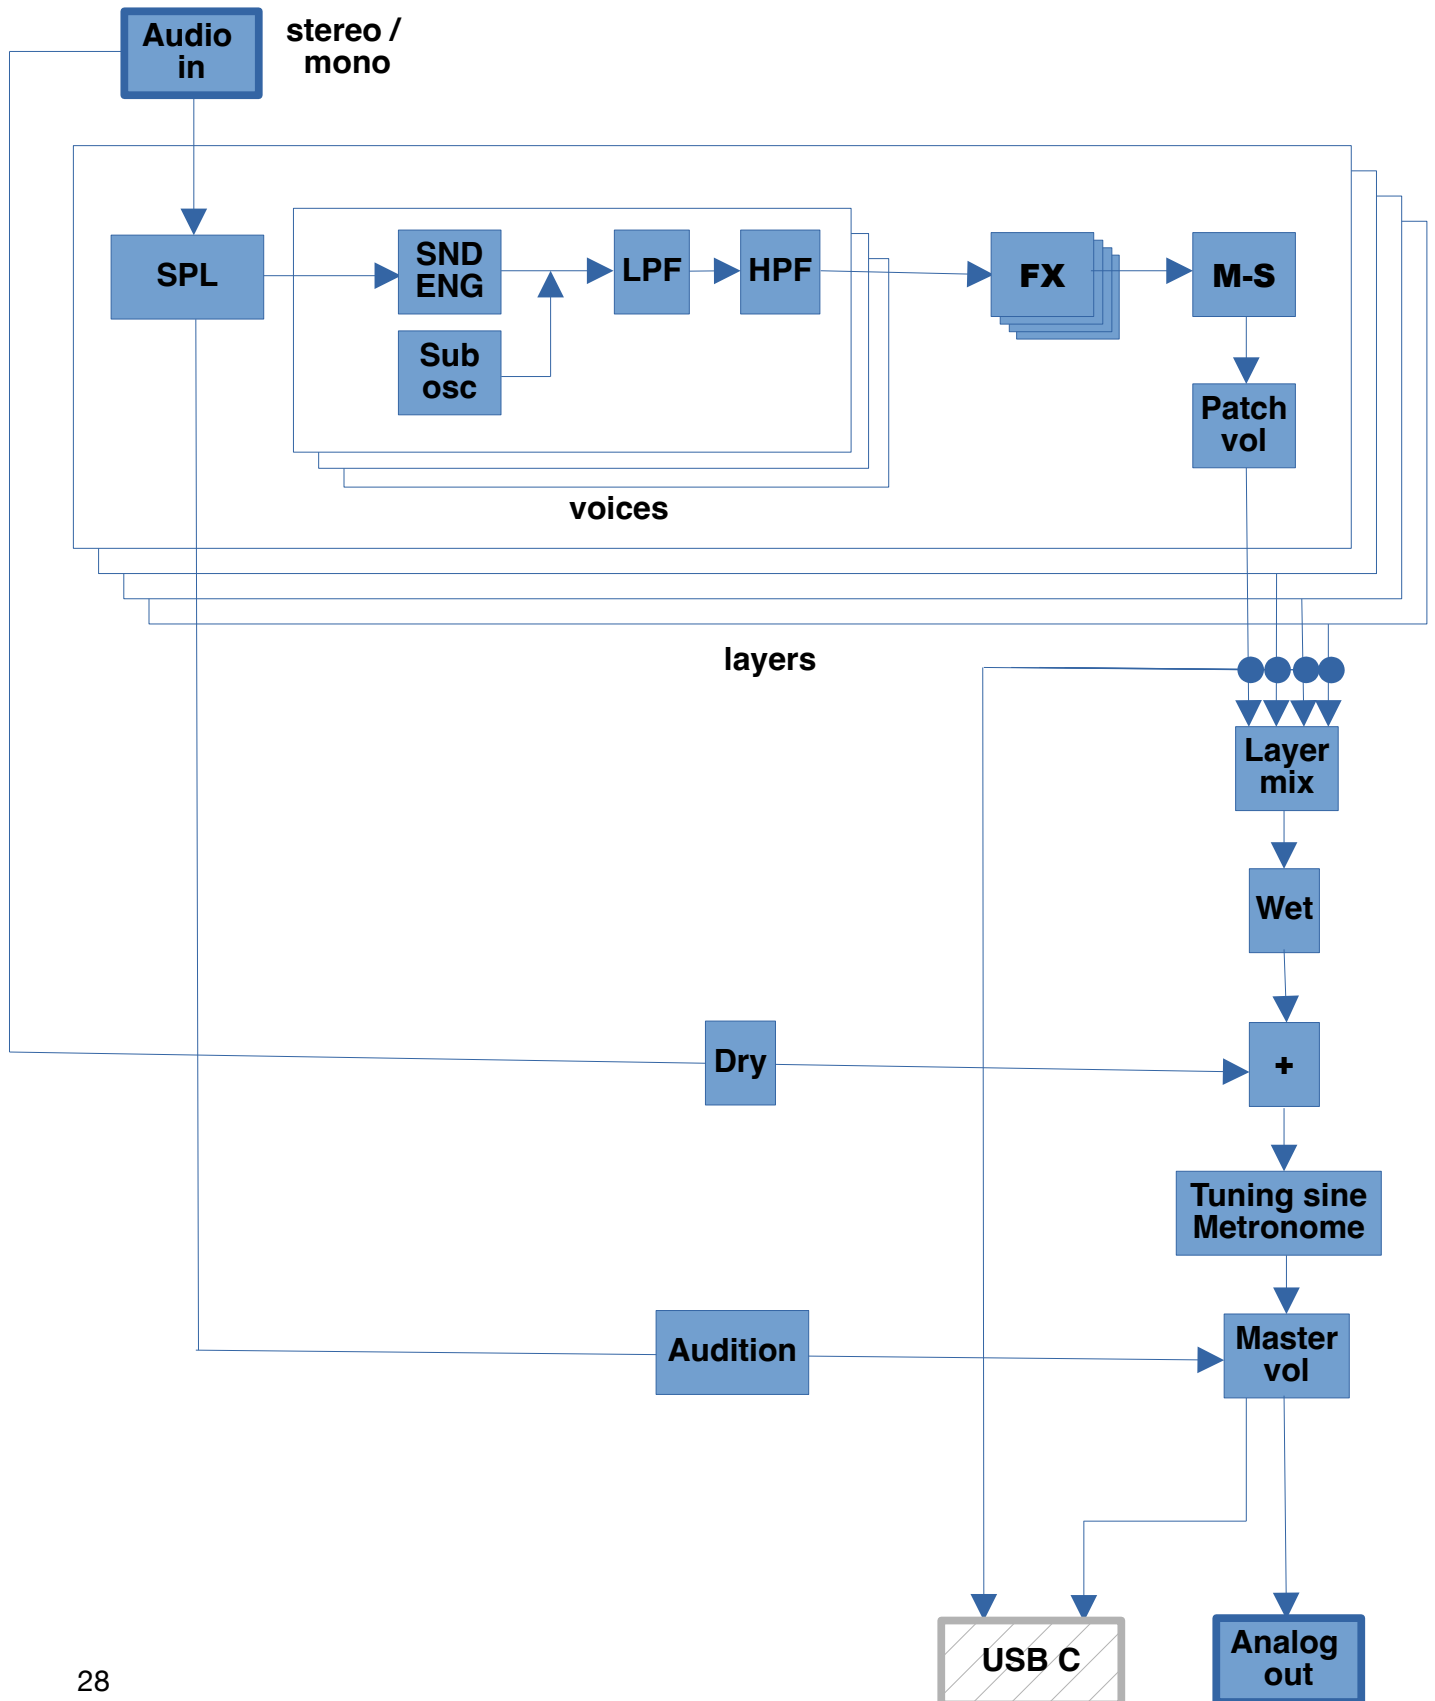 Audio
in
stereo /
mono
SPL
SND
ENG
Sub
osc
LPF
HPF
FX
M-S
Patch
vol
voices
layers
Layer
mix
Wet
Dry
+
Tuning sine
Metronome
Audition
Master
vol
USB C
Analog
out
28